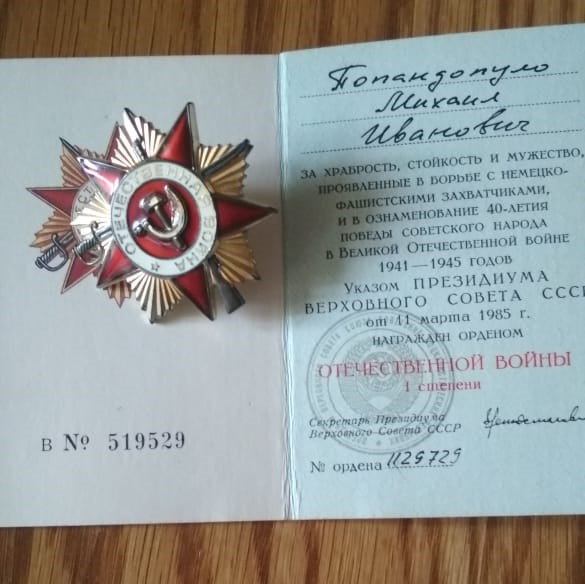 ОТЕЧЕСТВЕННАЯ ВОЙНА
В № 519529
Попандопуло
Михаил
Иванович
ЗА ХРАБРОСТЬ, СТОЙКОСТЬ И МУЖЕСТВО,
ПРОЯВЛЕННЫЕ В БОРЬБЕ С НЕМЕЦКО-
ФАШИСТСКИМИ ЗАХВАТЧИКАМИ,
И В ОЗНАМЕНОВАНИЕ 40-ЛЕТИЯ
ПОБЕДЫ СОВЕТСКОГО НАРОДА
В ВЕЛИКОЙ ОТЕЧЕСТВЕННОЙ ВОЙНЕ
1941—1945 ГОДОВ
УКАЗОМ ПРЕЗИДИУМА
ВЕРХОВНОГО СОВЕТА СССР
от 11 марта 1985 г.
НАГРАЖДЕН ОРДЕНОМ
ОТЕЧЕСТВЕННОЙ ВОЙНЫ
I степени
Секретарь Президиума
Верховного Совета СССР
№ ордена 1129729